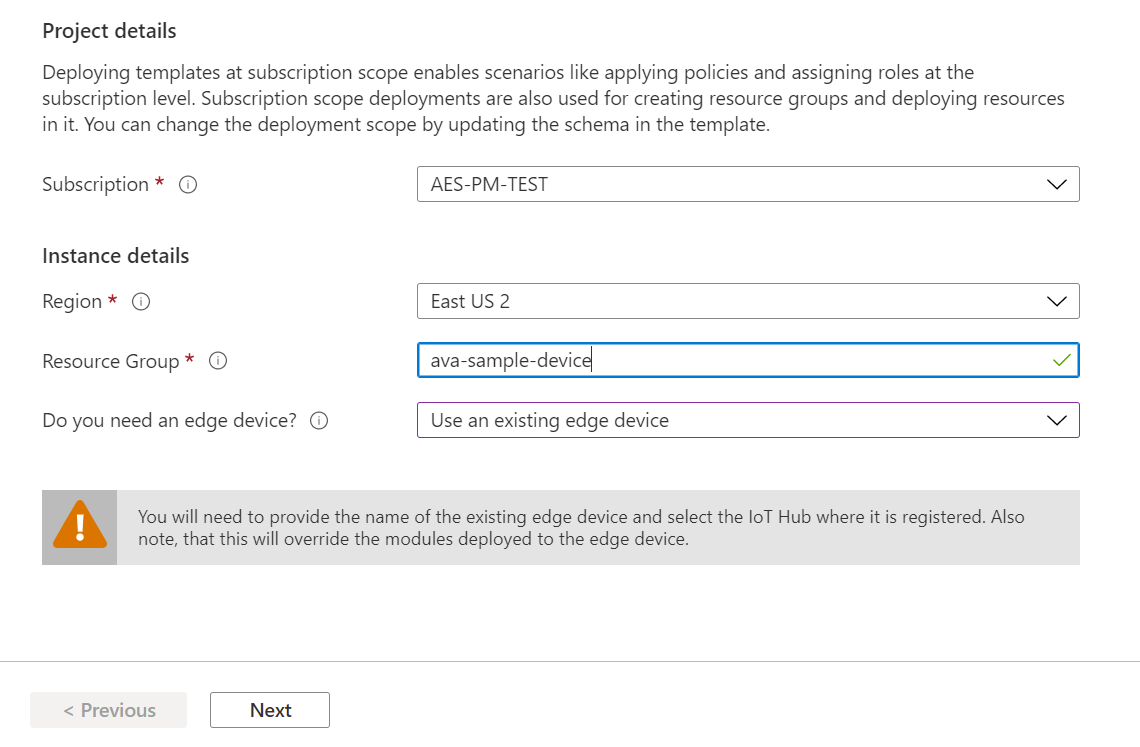 Project details
Deploying templates at subscription scope enables scenarios like applying policies and assigning roles at the
subscription level. Subscription scope deployments are also used for creating resource groups and deploying resources
in it. You can change the deployment scope by updating the schema in the template.
Subscription *
AES-PM-TEST
Instance details
Region *
East US 2
Resource Group *
ava-sample-device
Do you need an edge device?
Use an existing edge device
You will need to provide the name of the existing edge device and select the IoT Hub where it is registered. Also
note, that this will override the modules deployed to the edge device.
< Previous
Next